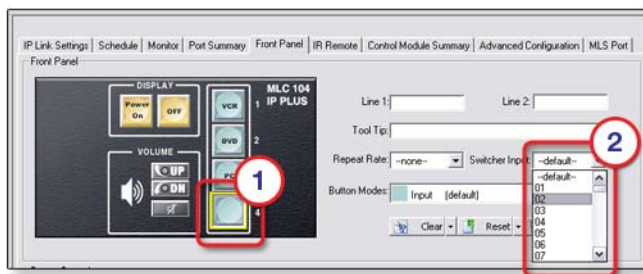 IP Link Settings Schedule Monitor Port Summary Front Panel IR Remote Control Module Summary Advanced Configuration MLS Port
Front Panel
DISPLAY
Power On OFF
VOLUME
UP
DN
MLC 104 IP PLUS
VCR 1
DVD 2
PC
4
1
Line 1: Line 2:
Tool Tip:
Repeat Rate: --none-- Switcher Input: --default--
Button Modes: Input (default)
Clear Reset
2
--default--
01
02
03
04
05
06
07